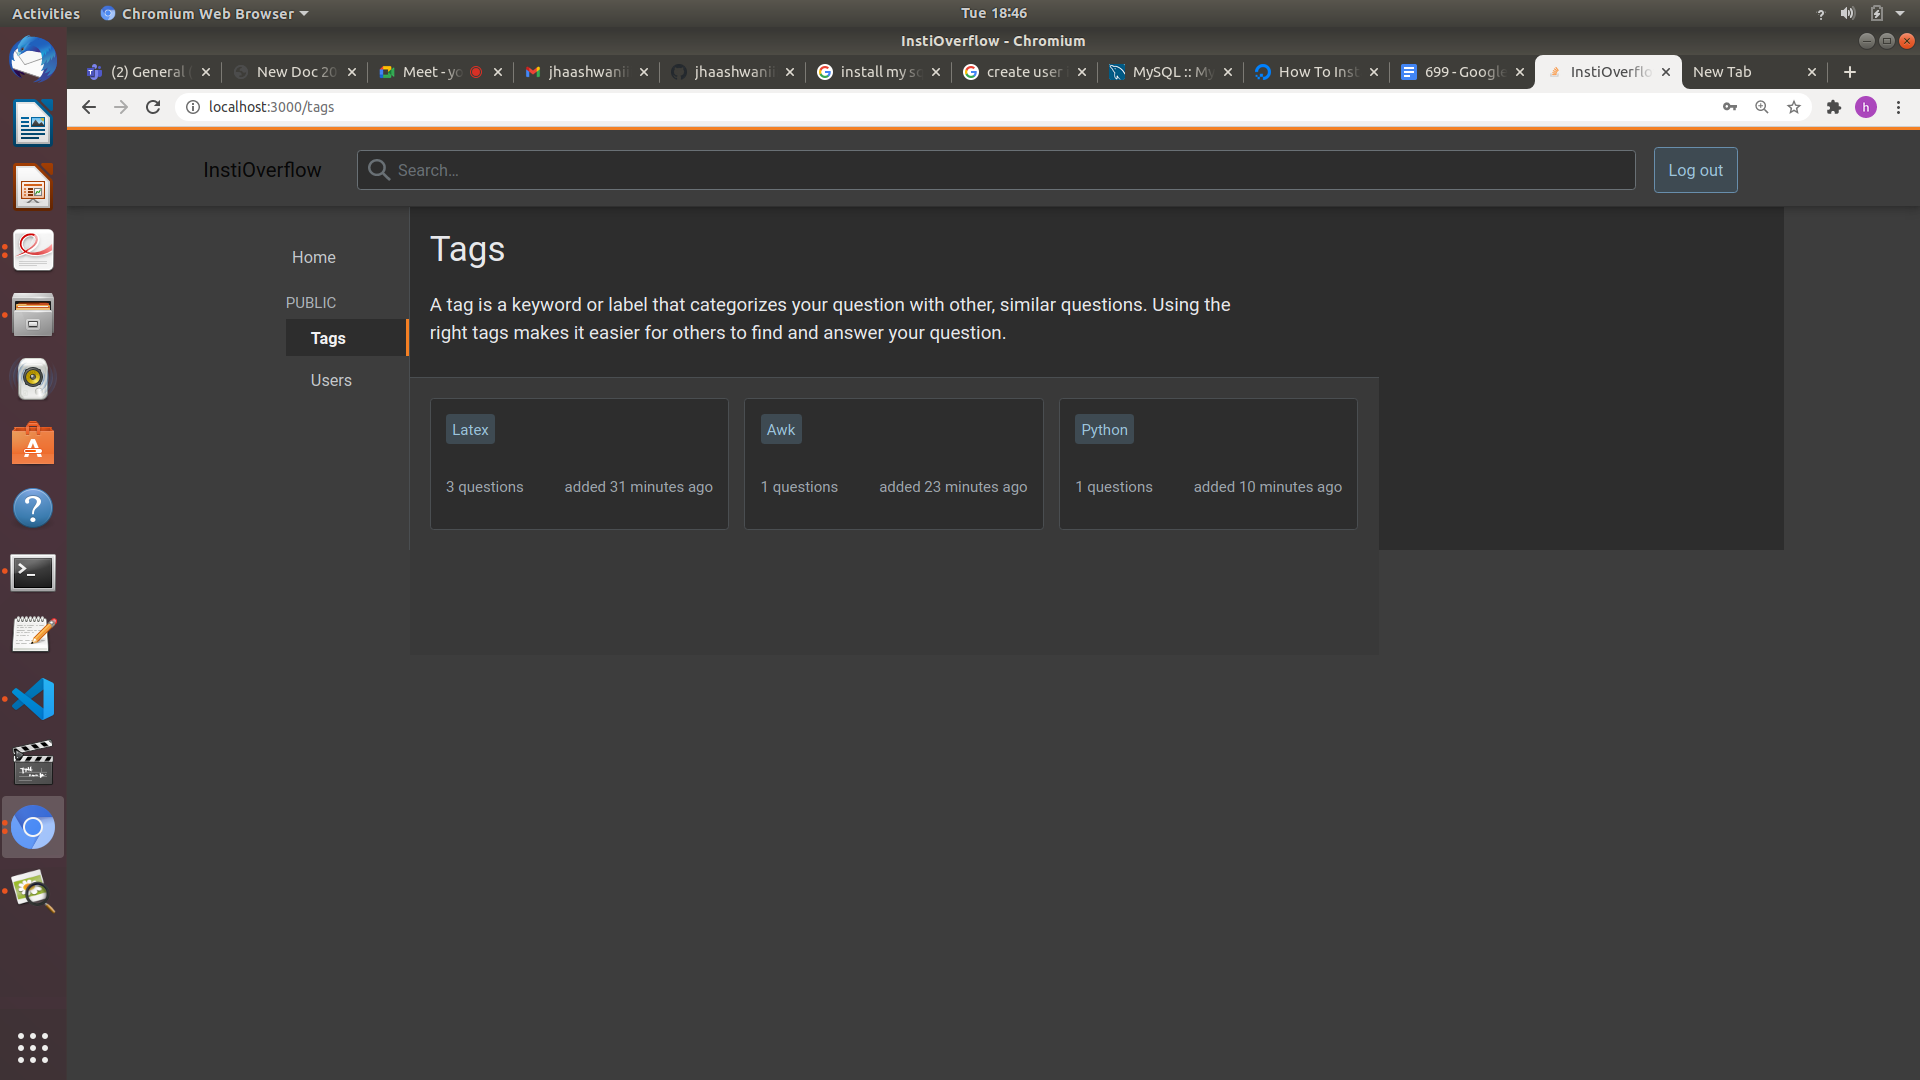 Activities
Chromium Web Browser
Tue 18:46
InstiOverflow - Chromium
(2) General
New Doc 20
Meet - yo
jhaashwanii
jhaashwanii
install my sq
create user
MySQL :: My
How To Inst
699 - Google
InstiOverflo
New Tab
localhost:3000/tags
h
InstiOverflow
Search...
Log out
Home
PUBLIC
Tags
Users
Tags
A tag is a keyword or label that categorizes your question with other, similar questions. Using the
right tags makes it easier for others to find and answer your question.
Latex
3 questions
added 31 minutes ago
Awk
1 questions
added 23 minutes ago
Python
1 questions
added 10 minutes ago